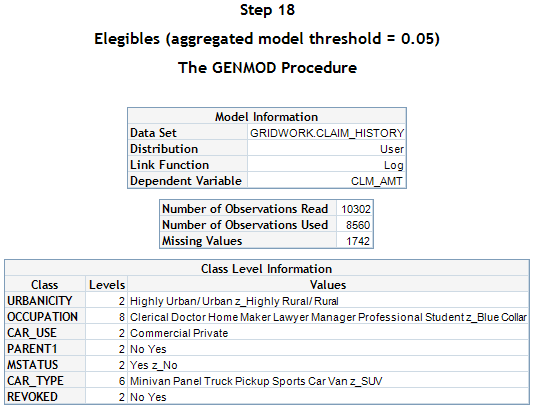 Step 18
Elegibles (aggregated model threshold = 0.05)
The GENMOD Procedure
Model Information
Data Set GRIDWORK.CLAIM_HISTORY
Distribution User
Link Function Log
Dependent Variable CLM_AMT
Number of Observations Read 10302
Number of Observations Used 8560
Missing Values 1742
Class Level Information
Class Levels Values
URBANICITY 2 Highly Urban/ Urban z_Highly Rural/ Rural
OCCUPATION 8 Clerical Doctor Home Maker Lawyer Manager Professional Student z_Blue Collar
CAR_USE 2 Commercial Private
PARENT1 2 No Yes
MSTATUS 2 Yes z_No
CAR_TYPE 6 Minivan Panel Truck Pickup Sports Car Van z_SUV
REVOKED 2 No Yes